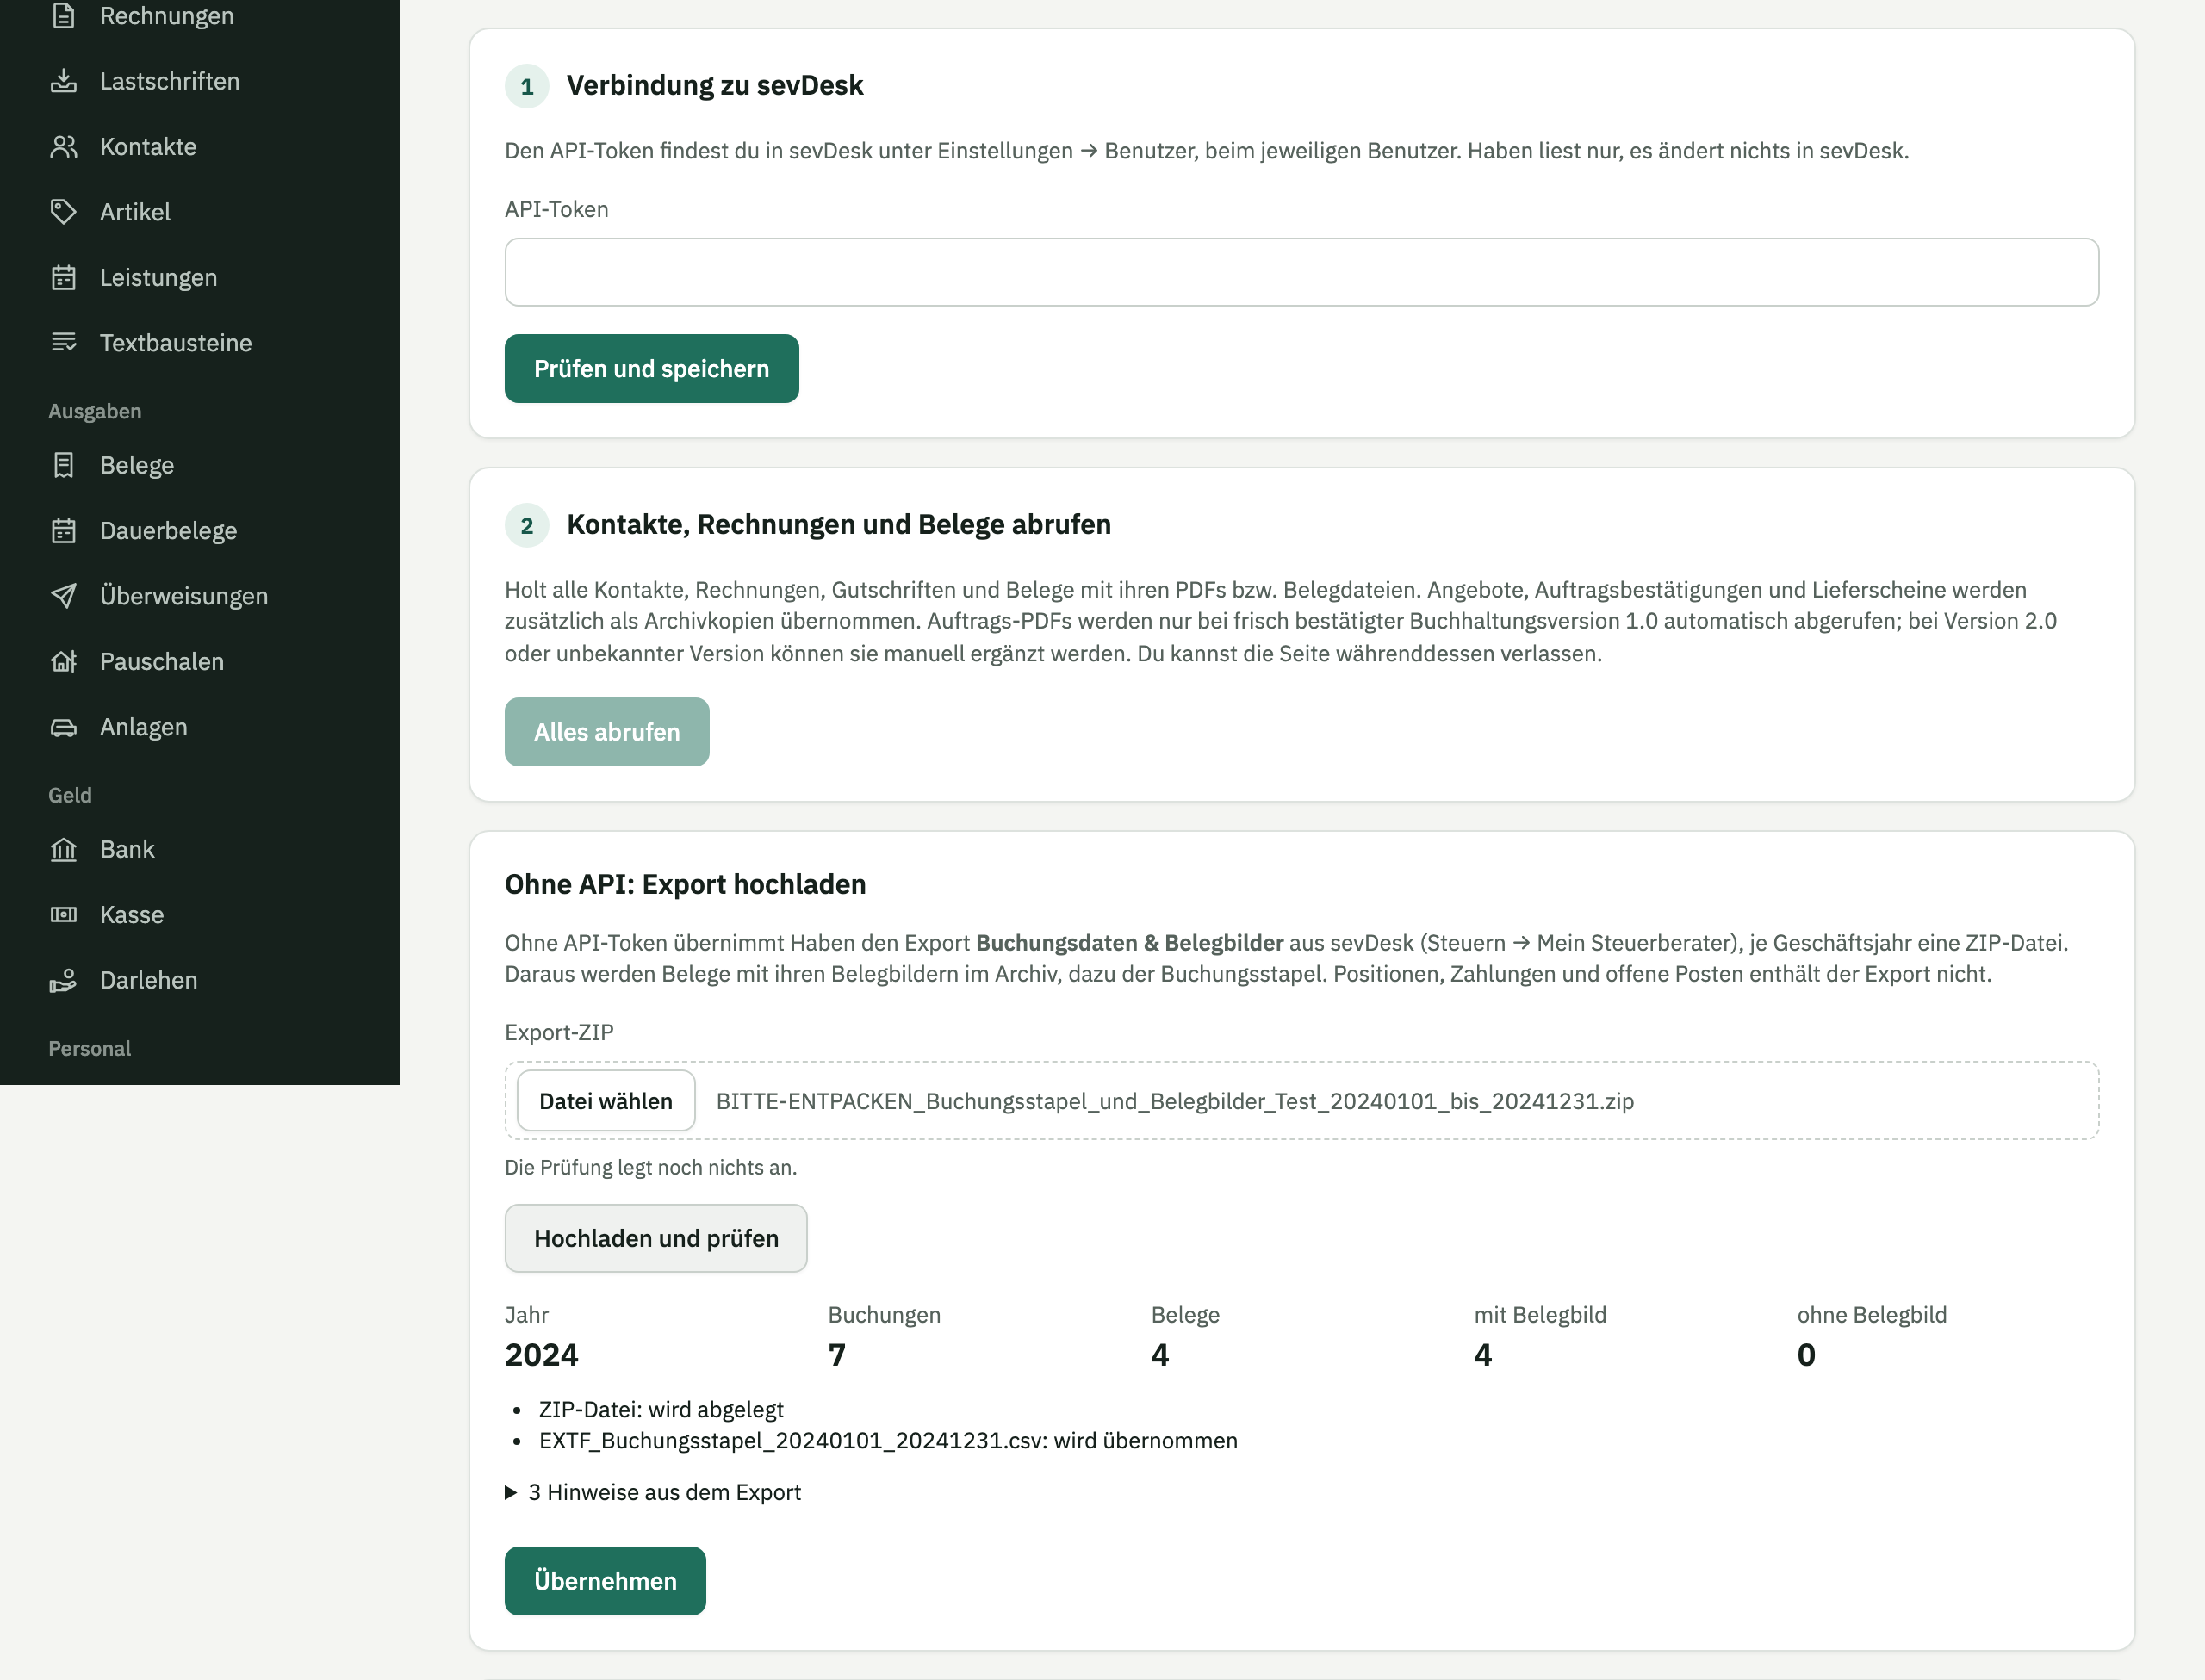 Rechnungen
Lastschriften
Kontakte
Artikel
Leistungen
Textbausteine
Ausgaben
Belege
Dauerbelege
Überweisungen
Pauschalen
Anlagen
Geld
Bank
Kasse
Darlehen
Personal
1 Verbindung zu sevDesk
Den API-Token findest du in sevDesk unter Einstellungen → Benutzer, beim jeweiligen Benutzer. Haben liest nur, es ändert nichts in sevDesk.
API-Token
Prüfen und speichern
2 Kontakte, Rechnungen und Belege abrufen
Holt alle Kontakte, Rechnungen, Gutschriften und Belege mit ihren PDFs bzw. Belegdateien. Angebote, Auftragsbestätigungen und Lieferscheine werden
zusätzlich als Archivkopien übernommen. Auftrags-PDFs werden nur bei frisch bestätigter Buchhaltungsversion 1.0 automatisch abgerufen; bei Version 2.0
oder unbekannter Version können sie manuell ergänzt werden. Du kannst die Seite währenddessen verlassen.
Alles abrufen
Ohne API: Export hochladen
Ohne API-Token übernimmt Haben den Export Buchungsdaten & Belegbilder aus sevDesk (Steuern → Mein Steuerberater), je Geschäftsjahr eine ZIP-Datei.
Daraus werden Belege mit ihren Belegbildern im Archiv, dazu der Buchungsstapel. Positionen, Zahlungen und offene Posten enthält der Export nicht.
Export-ZIP
Datei wählen BITTE-ENTPACKEN_Buchungsstapel_und_Belegbilder_Test_20240101_bis_20241231.zip
Die Prüfung legt noch nichts an.
Hochladen und prüfen
Jahr Buchungen Belege mit Belegbild ohne Belegbild
2024 7 4 4 0
• ZIP-Datei: wird abgelegt
• EXTF_Buchungsstapel_20240101_20241231.csv: wird übernommen
▶ 3 Hinweise aus dem Export
Übernehmen